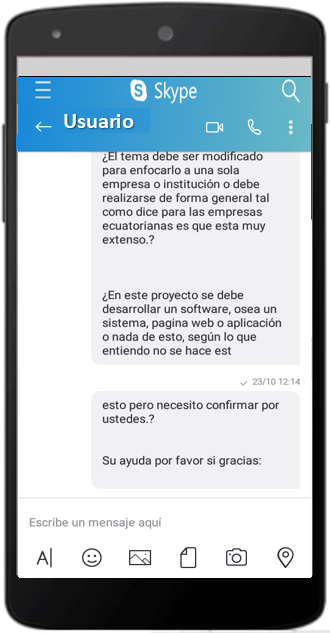 Skype
Usuario
¿El tema debe ser modificado
para enfocarlo a una sola
empresa o institución o debe
realizarse de forma general tal
como dice para las empresas
ecuatorianas es que esta muy
extenso.?
¿En este proyecto se debe
desarrollar un software, osea un
sistema, pagina web o aplicación
o nada de esto, según lo que
entiendo no se hace est
23/10 12:14
esto pero necesito confirmar por
ustedes.?
Su ayuda por favor si gracias:
Escribe un mensaje aquí
A